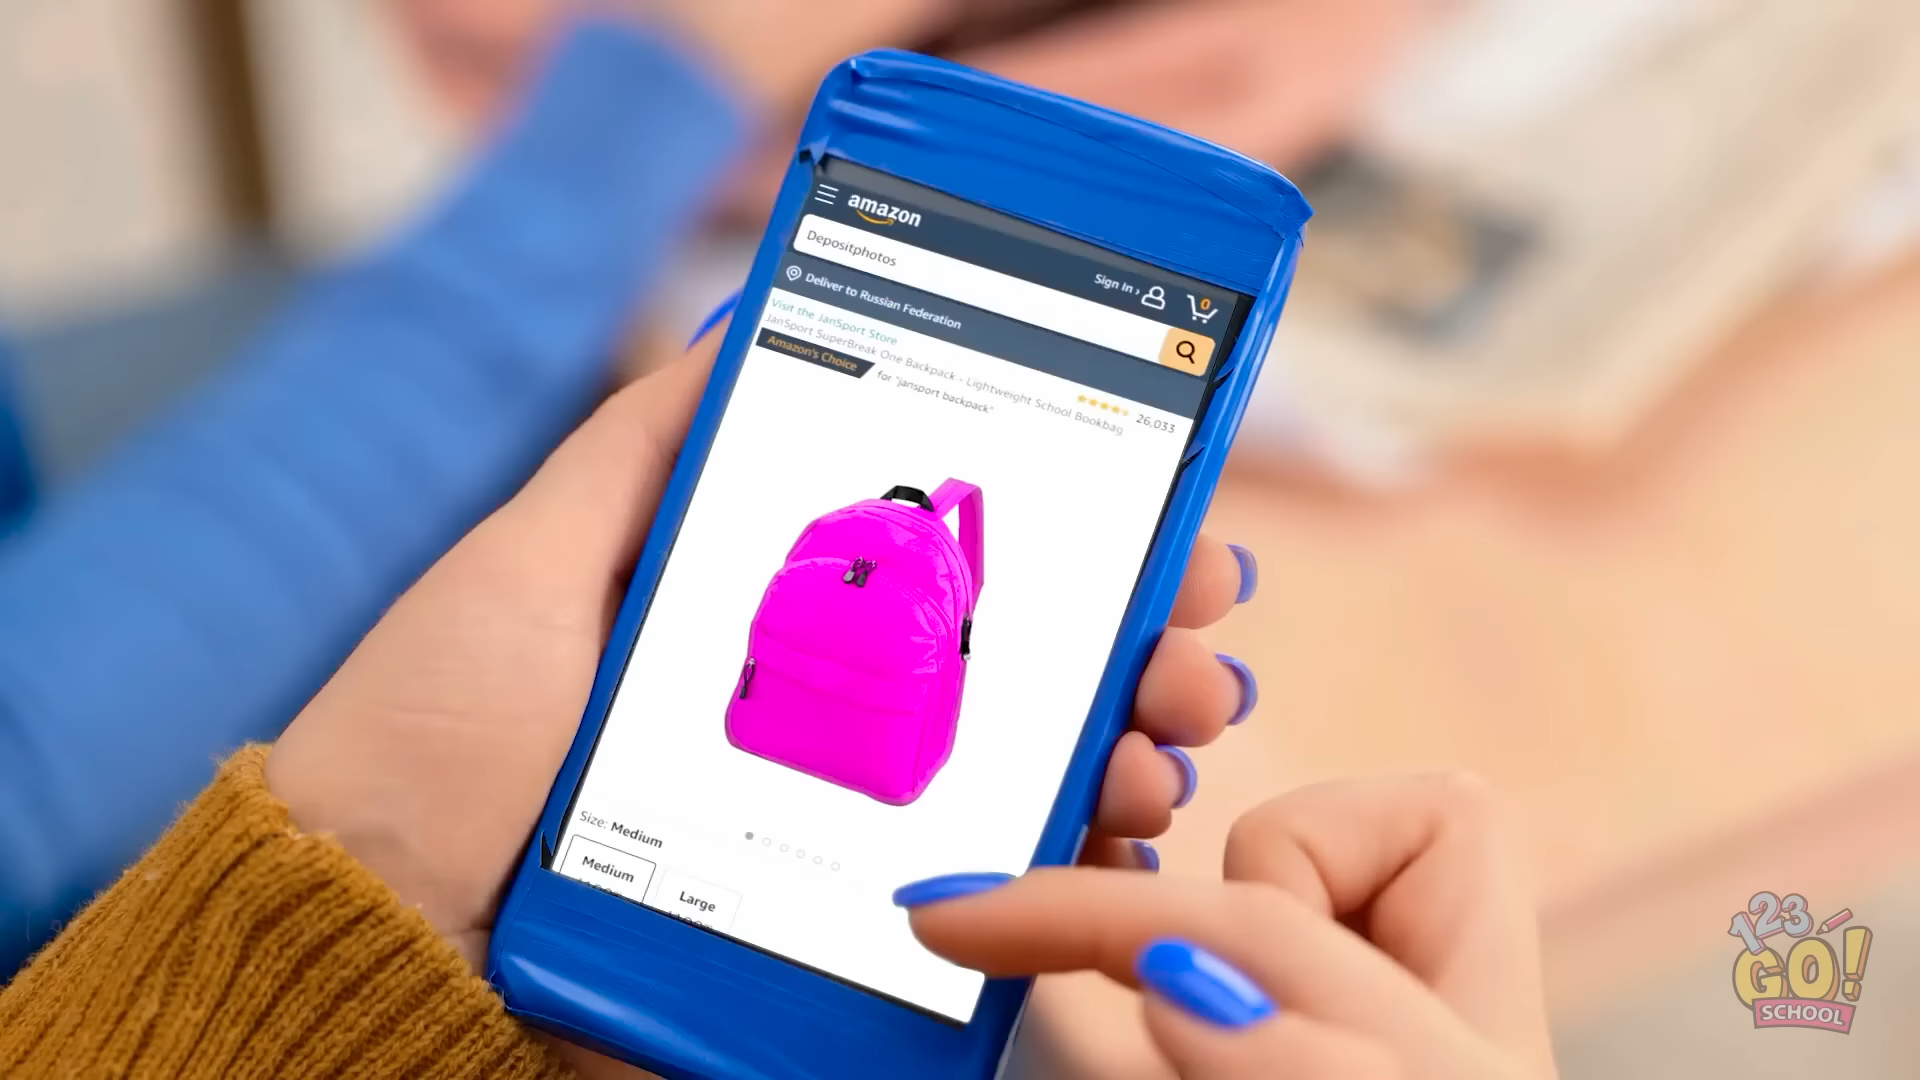 amazon
Depositphotos
Sign In ›
0
Deliver to Russian Federation
Visit the JanSport Store
JanSport SuperBreak One Backpack - Lightweight School Bookbag
26,033
Amazon's Choice
for "jansport backpack"
Size: Medium
Medium
Large
123
GO!
SCHOOL